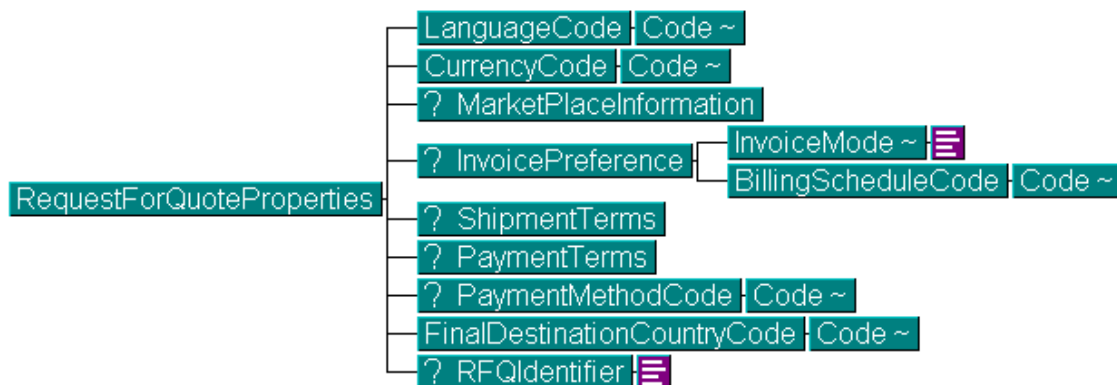 LanguageCode Code ~
CurrencyCode Code ~
? MarketPlaceInformation
? InvoicePreference
InvoiceMode ~
BillingScheduleCode Code ~
RequestForQuoteProperties
? ShipmentTerms
? PaymentTerms
? PaymentMethodCode Code ~
FinalDestinationCountryCode Code ~
? RFQIdentifier